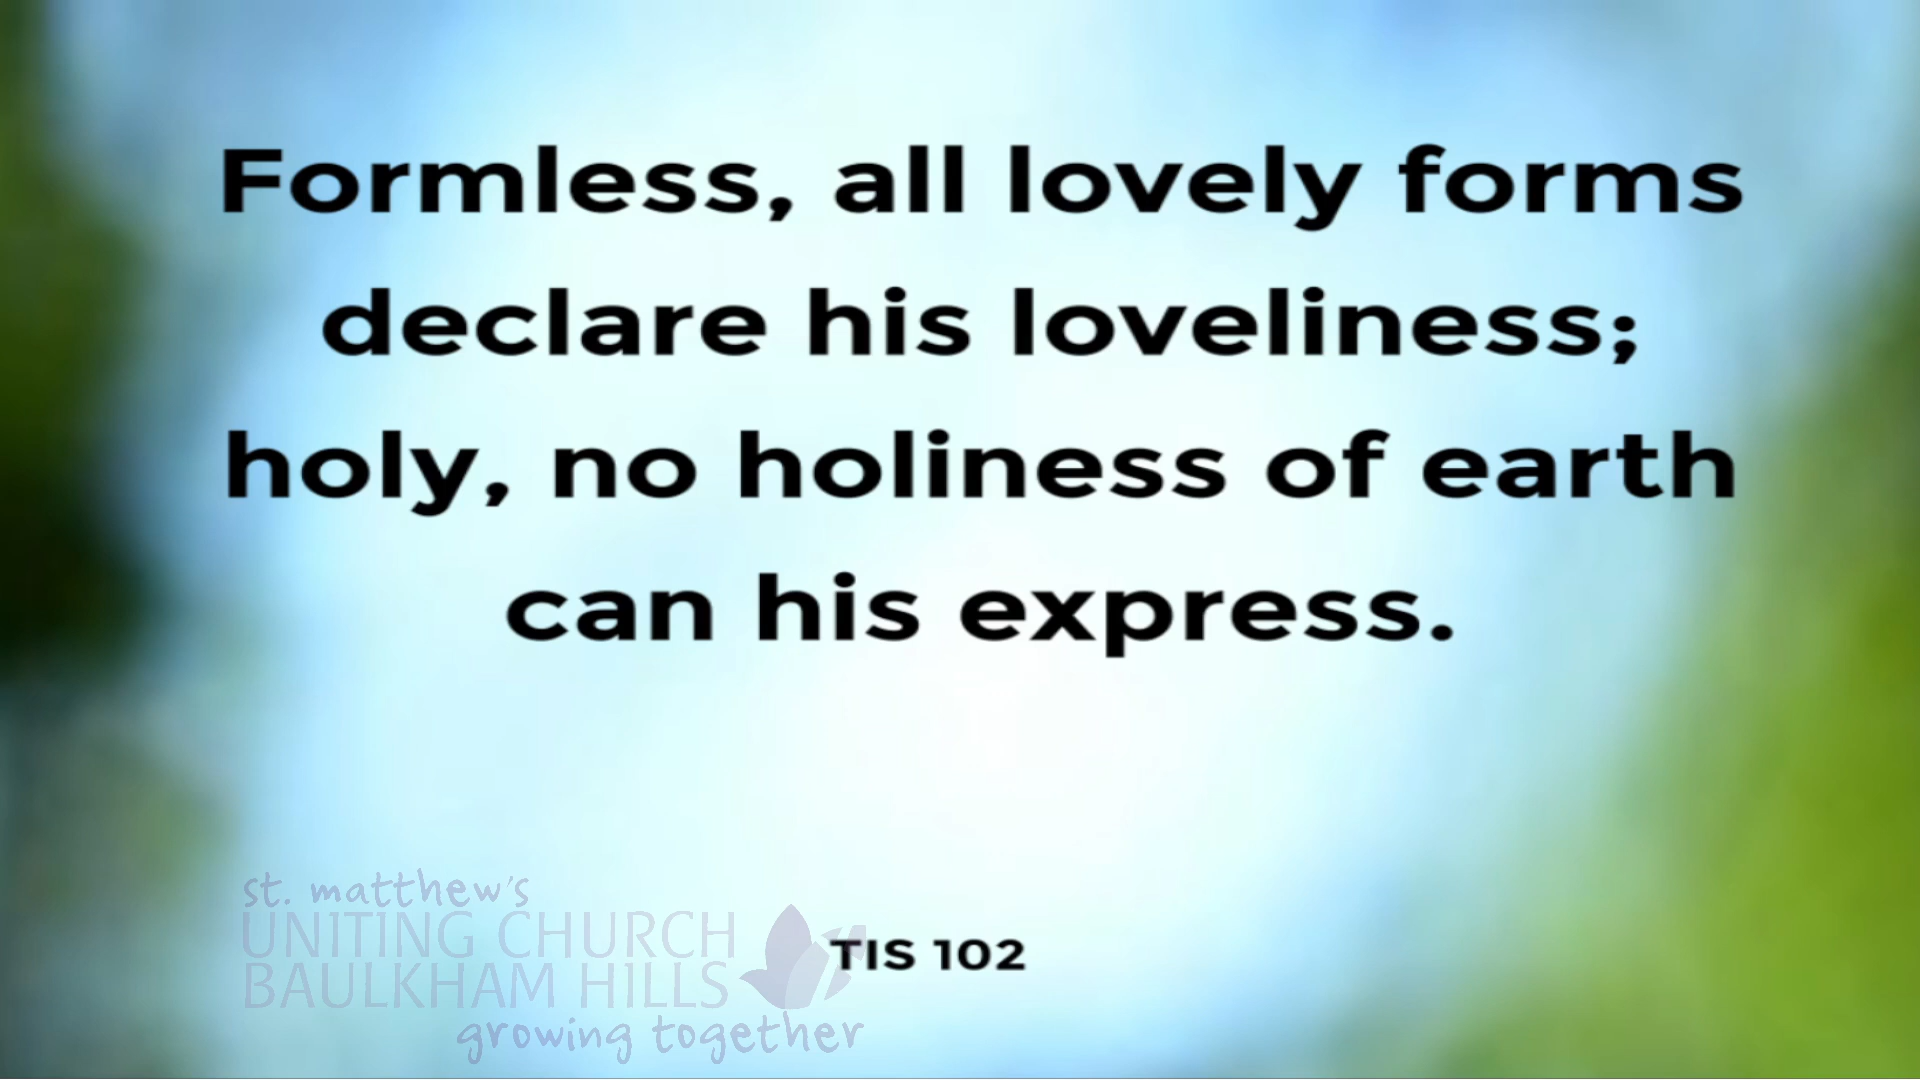 Formless, all lovely forms
declare his loveliness;
holy, no holiness of earth
can his express.
st. matthew's
UNITING CHURCH
BAULKHAM HILLS
growing together
TIS 102